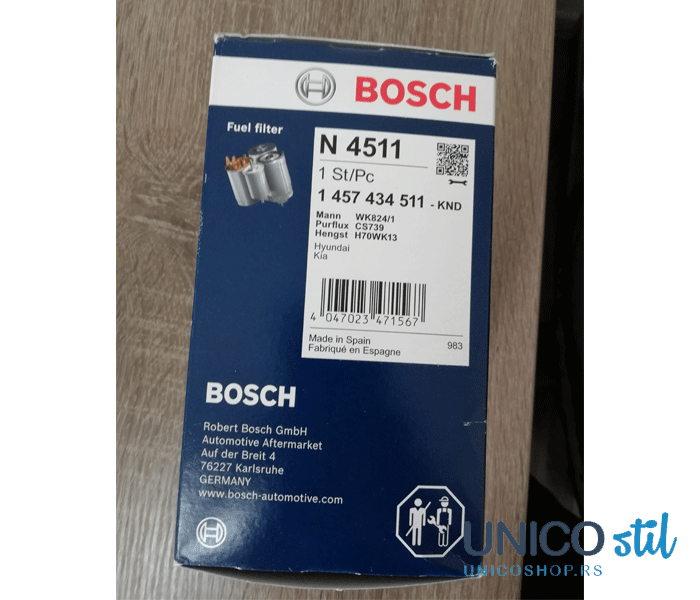 BOSCH
Fuel filter
N 4511
1 St/Pc
1 457 434 511 - KND
Mann WK824/1
Purflux CS739
Hengst H70WK13
Hyundai
Kia
4 047023 471567
Made in Spain
Fabriqué en Espagne
983
BOSCH
Robert Bosch GmbH
Automotive Aftermarket
Auf der Breit 4
76227 Karlsruhe
GERMANY
www.bosch-automotive.com
UNICO stil
UNICOSHOP.RS